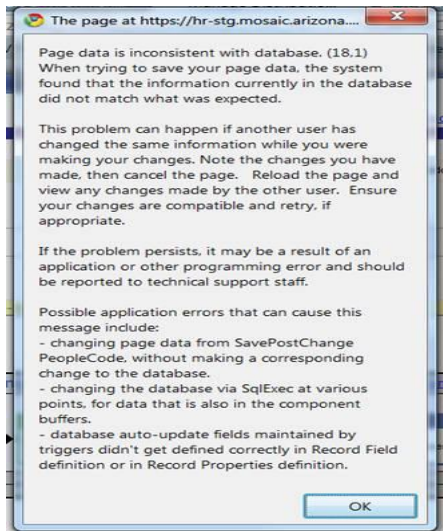 The page at https://hr-stg.mosaic.arizona....
Page data is inconsistent with database. (18,1)
When trying to save your page data, the system
found that the information currently in the database
did not match what was expected.
This problem can happen if another user has
changed the same information while you were
making your changes. Note the changes you have
made, then cancel the page. Reload the page and
view any changes made by the other user. Ensure
your changes are compatible and retry, if
appropriate.
If the problem persists, it may be a result of an
application or other programming error and should
be reported to technical support staff.
Possible application errors that can cause this
message include:
- changing page data from SavePostChange
PeopleCode, without making a corresponding
change to the database.
- changing the database via SqlExec at various
points, for data that is also in the component
buffers.
- database auto-update fields maintained by
triggers didn't get defined correctly in Record Field
definition or in Record Properties definition.
OK